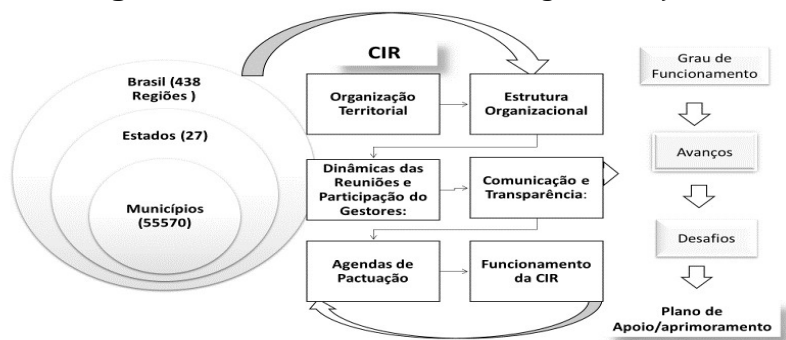 Brasil (438
Regiões )
Estados (27)
Municípios
(55570)
CIR
Organização
Territorial
Estrutura
Organizacional
Dinâmicas das
Reuniões e
Participação do
Gestores:
Comunicação e
Transparência:
Agendas de
Pactuação
Funcionamento
da CIR
Grau de
Funcionamento
Avanços
Desafios
Plano de
Apoio/aprimoramento